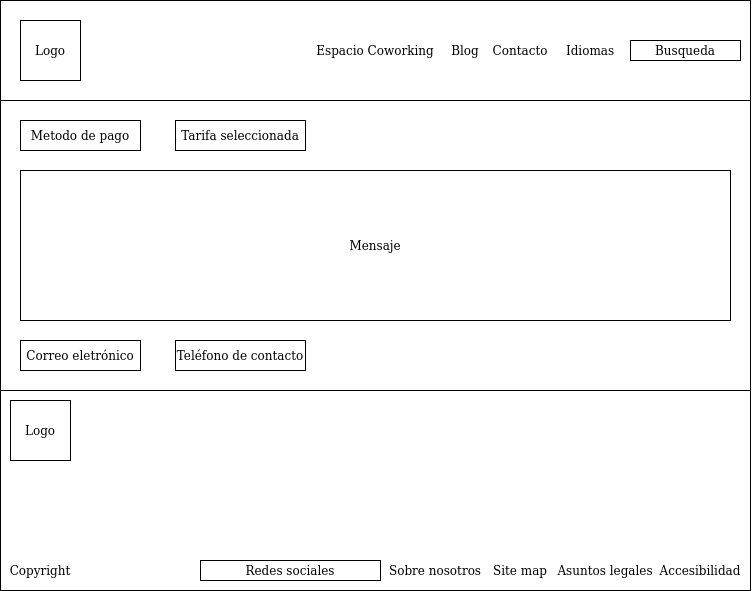 Logo
Espacio Coworking
Blog
Contacto
Idiomas
Busqueda
Metodo de pago
Tarifa seleccionada
Mensaje
Correo eletrónico
Teléfono de contacto
Logo
Copyright
Redes sociales
Sobre nosotros
Site map
Asuntos legales
Accesibilidad